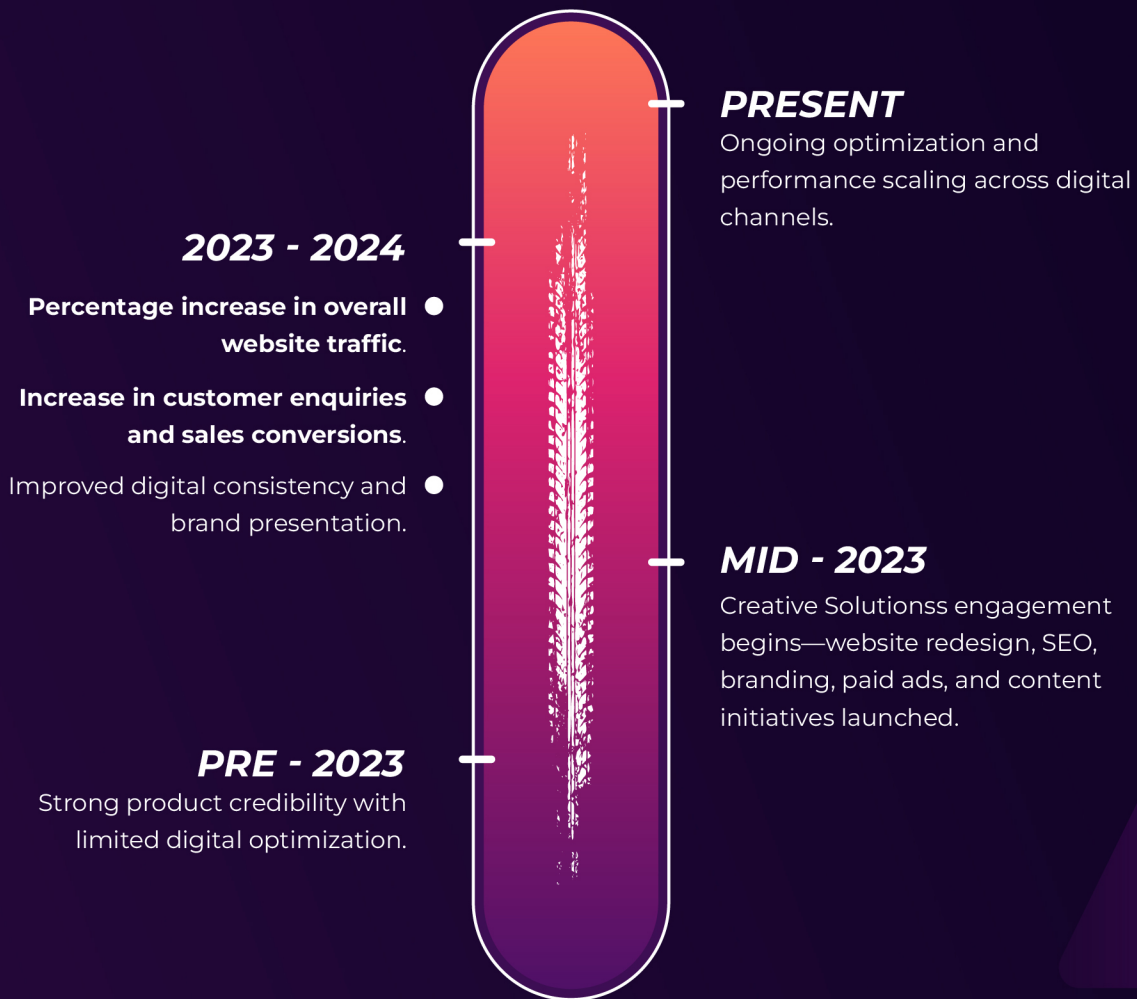 PRESENT
Ongoing optimization and
performance scaling across digital
channels.
2023 - 2024
Percentage increase in overall
website traffic.
Increase in customer enquiries
and sales conversions.
Improved digital consistency and
brand presentation.
MID - 2023
Creative Solutionss engagement
begins—website redesign, SEO,
branding, paid ads, and content
initiatives launched.
PRE - 2023
Strong product credibility with
limited digital optimization.